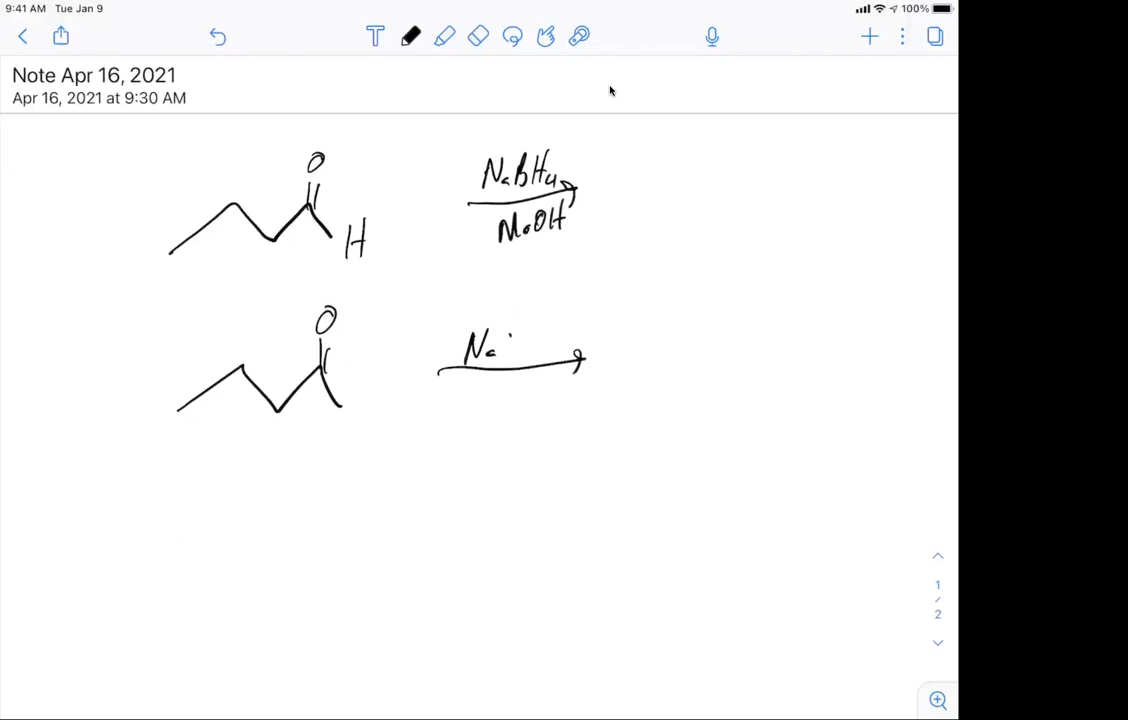 9:41 AM Tue Jan 9
100%
T
Note Apr 16, 2021
Apr 16, 2021 at 9:30 AM
O
NaBH4
MeOH
H
O
Na
1
/
2